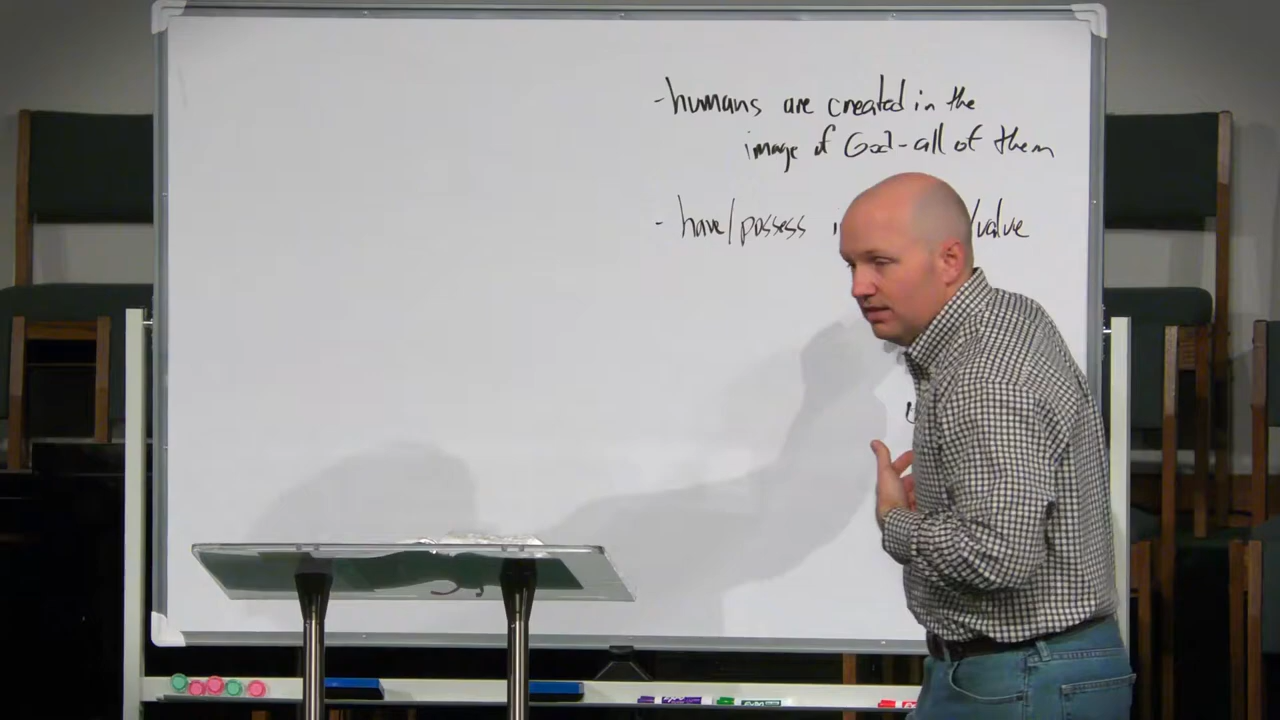 - humans are created in the
image of God - all of them
- have/possess /value